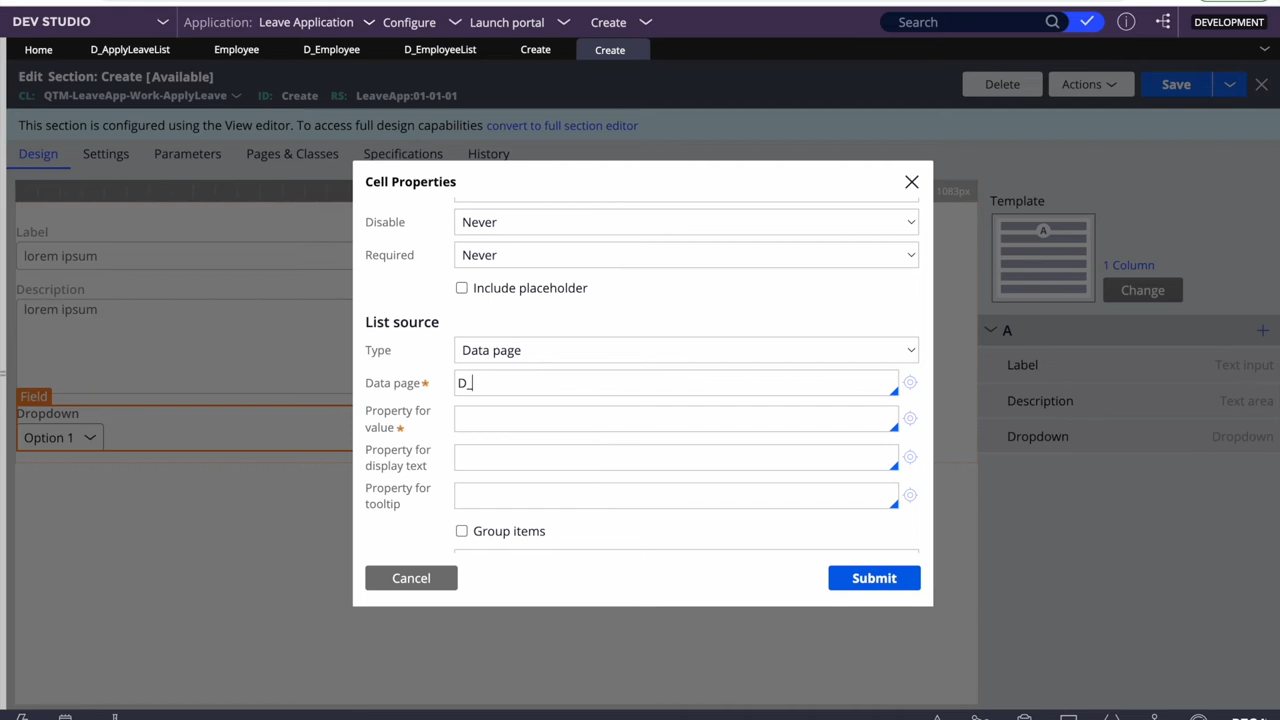 DEV STUDIO Application: Leave Application Configure Launch portal Create Search DEVELOPMENT
Home D_ApplyLeaveList Employee D_Employee D_EmployeeList Create Create
Edit Section: Create [Available]
CL: QTM-LeaveApp-Work-ApplyLeave ID: Create RS: LeaveApp:01-01-01
Delete Actions Save
This section is configured using the View editor. To access full design capabilities convert to full section editor
Design Settings Parameters Pages & Classes Specifications History
1083px
Label
lorem ipsum
Description
lorem ipsum
Field
Dropdown
Option 1
Cell Properties
Disable Never
Required Never
Include placeholder
List source
Type Data page
Data page★ D_
Property for
value ★
Property for
display text
Property for
tooltip
Group items
Cancel Submit
Template
A
1 Column
Change
A
Label Text input
Description Text area
Dropdown Dropdown